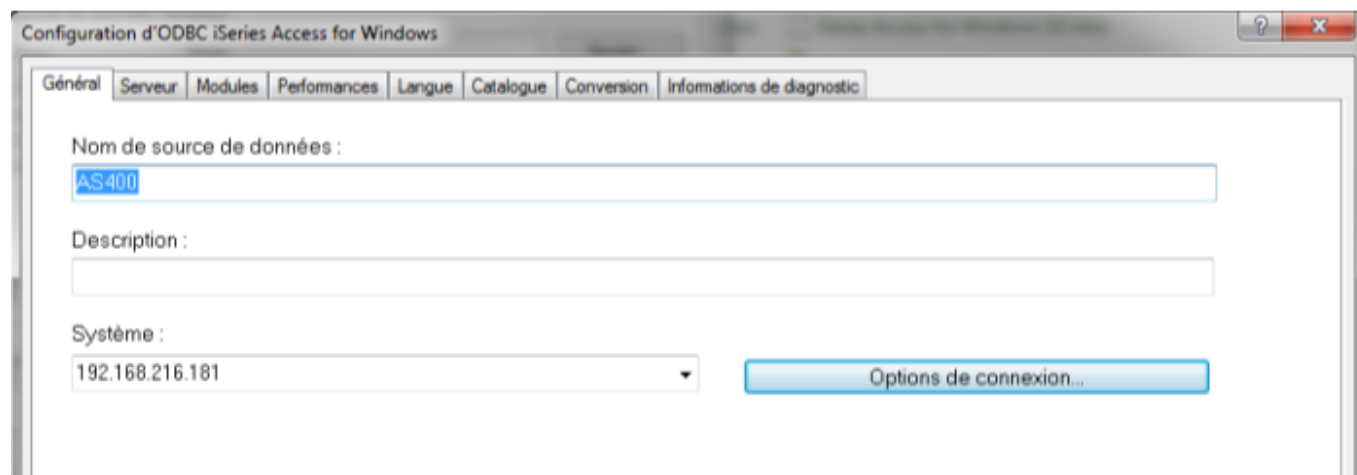 Configuration d'ODBC iSeries Access for Windows
Général Serveur Modules Performances Langue Catalogue Conversion Informations de diagnostic
Nom de source de données :
AS400
Description :
Système :
192.168.216.181
Options de connexion...